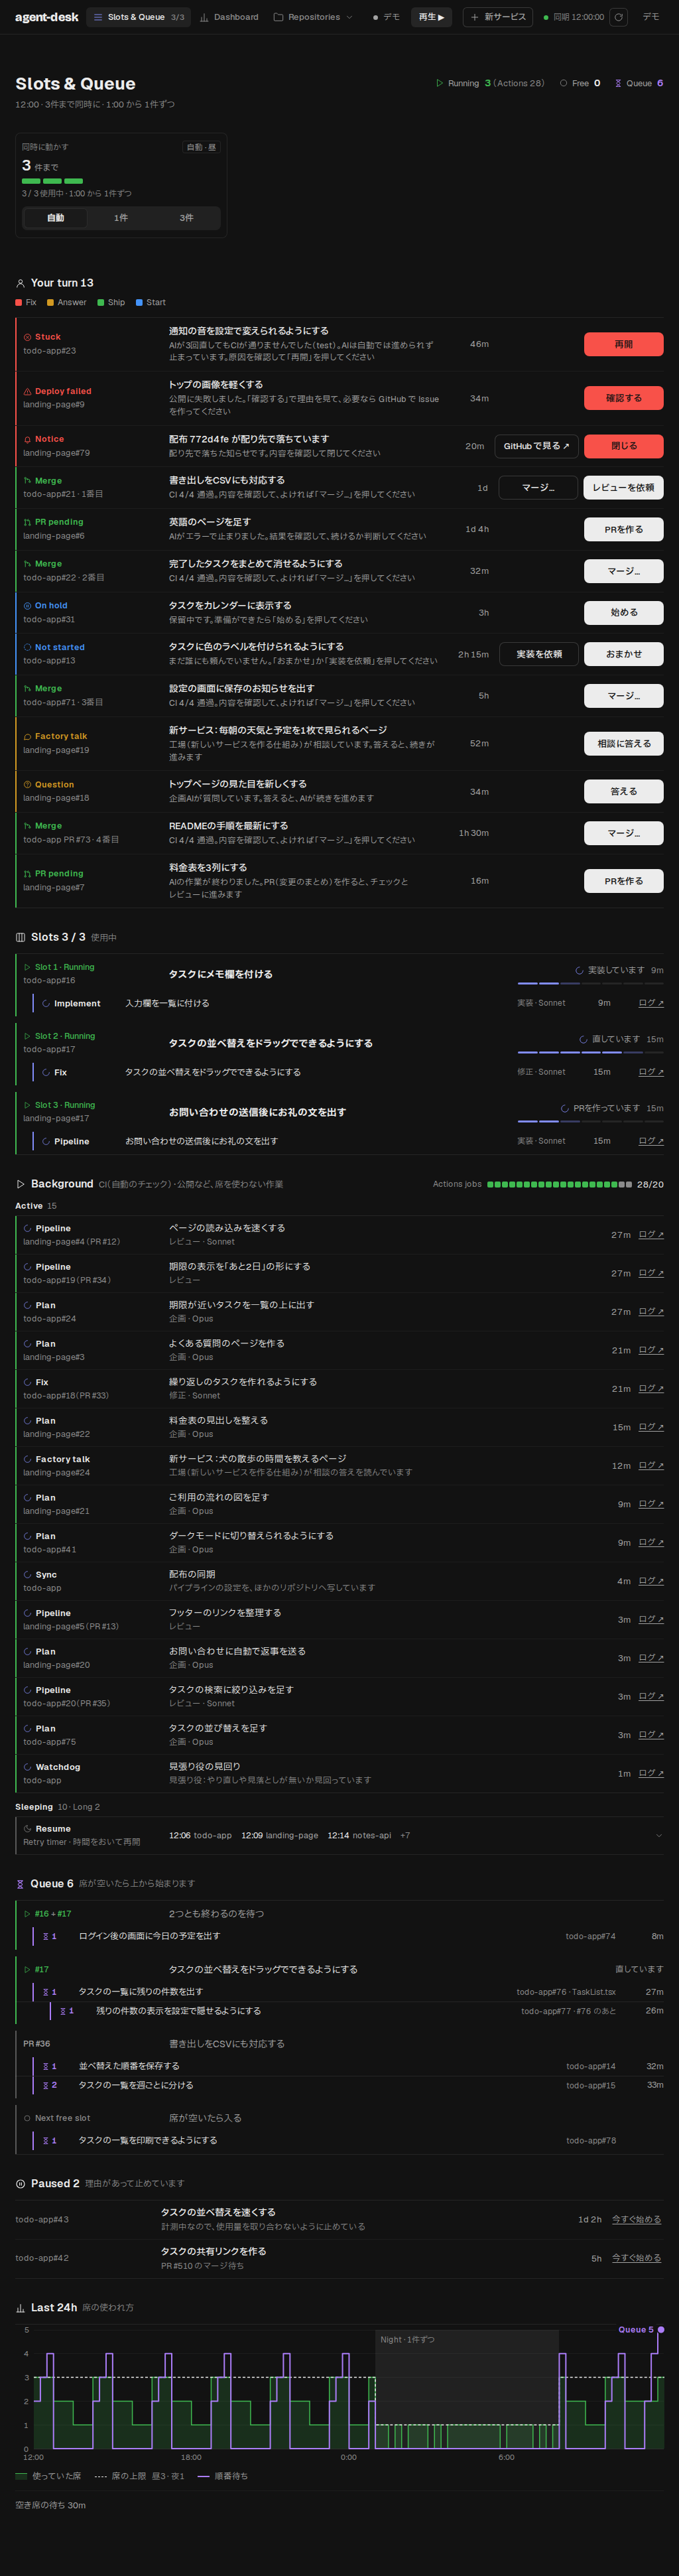 agent-desk
Slots & Queue 3/3
Dashboard
Repositories
デモ
再生 ▶
新サービス
同期 12:00:00
デモ
Slots & Queue
12:00 · 3件まで同時に · 1:00 から 1件ずつ
Running 3 (Actions 28)
Free 0
Queue 6
同時に動かす
自動 · 昼
3 件まで
3 / 3 使用中 · 1:00 から 1件ずつ
自動
1件
3件
Your turn 13
Fix
Answer
Ship
Start
Stuck
todo-app#23
通知の音を設定で変えられるようにする
AIが3回直してもCIが通りませんでした（test）。AIは自動では進められず
止まっています。原因を確認して「再開」を押してください
46m
再開
Deploy failed
landing-page#9
トップの画像を軽くする
公開に失敗しました。「確認する」で理由を見て、必要なら GitHub で Issue
を作ってください
34m
確認する
Notice
landing-page#79
配布 772d4fe が配り先で落ちています
配り先で落ちた知らせです。内容を確認して閉じてください
20m
GitHubで見る ↗
閉じる
Merge
todo-app#21 · 1番目
書き出しをCSVにも対応する
CI 4/4 通過。内容を確認して、よければ「マージ…」を押してください
1d
マージ…
レビューを依頼
PR pending
landing-page#6
英語のページを足す
AIがエラーで止まりました。結果を確認して、続けるか判断してください
1d 4h
PRを作る
Merge
todo-app#22 · 2番目
完了したタスクをまとめて消せるようにする
CI 4/4 通過。内容を確認して、よければ「マージ…」を押してください
32m
マージ…
On hold
todo-app#31
タスクをカレンダーに表示する
保留中です。準備ができたら「始める」を押してください
3h
始める
Not started
todo-app#13
タスクに色のラベルを付けられるようにする
まだ誰にも頼んでいません。「おまかせ」か「実装を依頼」を押してください
2h 15m
実装を依頼
おまかせ
Merge
todo-app#71 · 3番目
設定の画面に保存のお知らせを出す
CI 4/4 通過。内容を確認して、よければ「マージ…」を押してください
5h
マージ…
Factory talk
landing-page#19
新サービス：毎朝の天気と予定を1枚で見られるページ
工場（新しいサービスを作る仕組み）が相談しています。答えると、続きが
進みます
52m
相談に答える
Question
landing-page#18
トップページの見た目を新しくする
企画AIが質問しています。答えると、AIが続きを進めます
34m
答える
Merge
todo-app PR #73 · 4番目
READMEの手順を最新にする
CI 4/4 通過。内容を確認して、よければ「マージ…」を押してください
1h 30m
マージ…
PR pending
landing-page#7
料金表を3列にする
AIの作業が終わりました。PR（変更のまとめ）を作ると、チェックと
レビューに進みます
16m
PRを作る
Slots 3 / 3 使用中
Slot 1 · Running
todo-app#16
タスクにメモ欄を付ける
実装しています 9m
Implement
入力欄を一覧に付ける
実装 · Sonnet
9m
ログ ↗
Slot 2 · Running
todo-app#17
タスクの並べ替えをドラッグでできるようにする
直しています 15m
Fix
タスクの並べ替えをドラッグでできるようにする
修正 · Sonnet
15m
ログ ↗
Slot 3 · Running
landing-page#17
お問い合わせの送信後にお礼の文を出す
PRを作っています 15m
Pipeline
お問い合わせの送信後にお礼の文を出す
実装 · Sonnet
15m
ログ ↗
Background CI（自動のチェック）・公開など、席を使わない作業
Actions jobs 28/20
Active 15
Pipeline
landing-page#4（PR #12）
ページの読み込みを速くする
レビュー · Sonnet
27m
ログ ↗
Pipeline
todo-app#19（PR #34）
期限の表示を「あと2日」の形にする
レビュー
27m
ログ ↗
Plan
todo-app#24
期限が近いタスクを一覧の上に出す
企画 · Opus
27m
ログ ↗
Plan
landing-page#3
よくある質問のページを作る
企画 · Opus
21m
ログ ↗
Fix
todo-app#18（PR #33）
繰り返しのタスクを作れるようにする
修正 · Sonnet
21m
ログ ↗
Plan
landing-page#22
料金表の見出しを整える
企画 · Opus
15m
ログ ↗
Factory talk
landing-page#24
新サービス：犬の散歩の時間を教えるページ
工場（新しいサービスを作る仕組み）が相談の答えを読んでいます
12m
ログ ↗
Plan
landing-page#21
ご利用の流れの図を足す
企画 · Opus
9m
ログ ↗
Plan
todo-app#41
ダークモードに切り替えられるようにする
企画 · Opus
9m
ログ ↗
Sync
todo-app
配布の同期
パイプラインの設定を、ほかのリポジトリへ写しています
4m
ログ ↗
Pipeline
landing-page#5（PR #13）
フッターのリンクを整理する
レビュー
3m
ログ ↗
Plan
landing-page#20
お問い合わせに自動で返事を送る
企画 · Opus
3m
ログ ↗
Pipeline
todo-app#20（PR #35）
タスクの検索に絞り込みを足す
レビュー · Sonnet
3m
ログ ↗
Plan
todo-app#75
タスクの並び替えを足す
企画 · Opus
3m
ログ ↗
Watchdog
todo-app
見張り役の見回り
見張り役：やり直しや見落としが無いか見回っています
1m
ログ ↗
Sleeping 10 · Long 2
Resume
Retry timer · 時間をおいて再開
12:06 todo-app 12:09 landing-page 12:14 notes-api +7
Queue 6 席が空いたら上から始まります
#16 + #17
2つとも終わるのを待つ
1
ログイン後の画面に今日の予定を出す
todo-app#74
8m
#17
タスクの並べ替えをドラッグでできるようにする
直しています
1
タスクの一覧に残りの件数を出す
todo-app#76 · TaskList.tsx
27m
1
残りの件数の表示を設定で隠せるようにする
todo-app#77 · #76 のあと
26m
PR #36
書き出しをCSVにも対応する
1
並べ替えた順番を保存する
todo-app#14
32m
2
タスクの一覧を週ごとに分ける
todo-app#15
33m
Next free slot
席が空いたら入る
1
タスクの一覧を印刷できるようにする
todo-app#78
Paused 2 理由があって止めています
todo-app#43
タスクの並べ替えを速くする
計測中なので、使用量を取り合わないように止めている
1d 2h
今すぐ始める
todo-app#42
タスクの共有リンクを作る
PR #510 のマージ待ち
5h
今すぐ始める
Last 24h 席の使われ方
Queue 5
Night · 1件ずつ
5
4
3
2
1
0
12:00
18:00
0:00
6:00
使っていた席
席の上限 昼3 · 夜1
順番待ち
空き席の待ち 30m